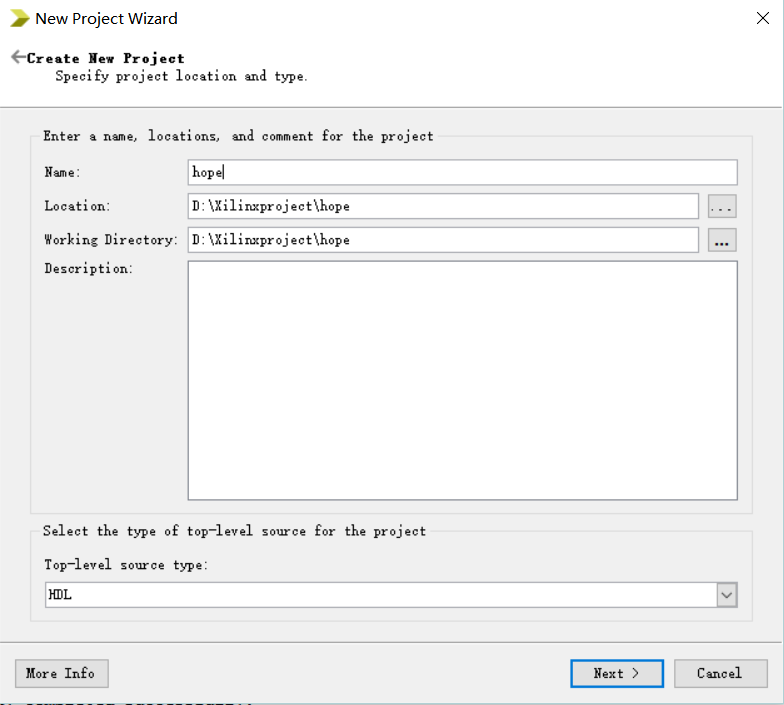 New Project Wizard
Create New Project
Specify project location and type.
Enter a name, locations, and comment for the project
Name:
hope
Location:
D:\Xilinxproject\hope
...
Working Directory:
D:\Xilinxproject\hope
...
Description:
Select the type of top-level source for the project
Top-level source type:
HDL
More Info
Next >
Cancel